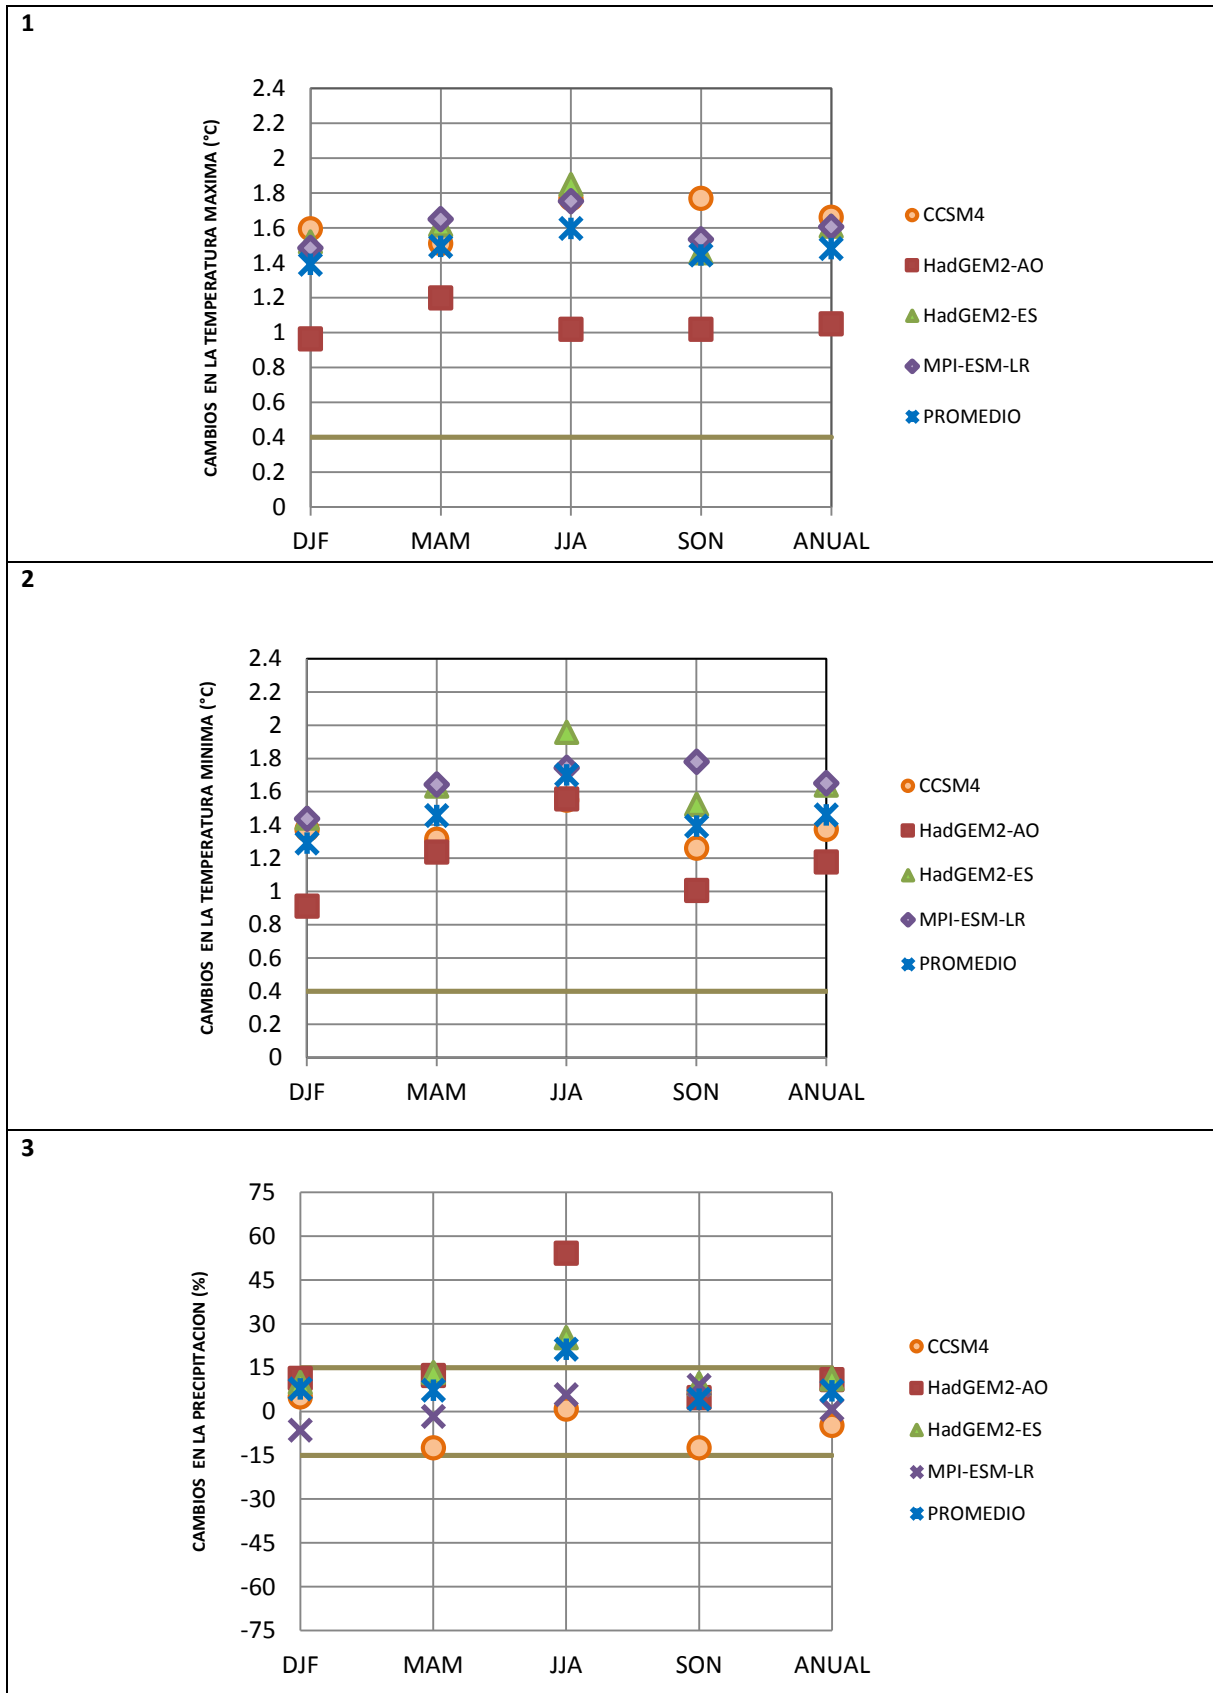 1
CAMBIOS EN LA TEMPERATURA MAXIMA (°C)
2.4
2.2
2
1.8
1.6
1.4
1.2
1
0.8
0.6
0.4
0.2
0
DJF MAM JJA SON ANUAL
CCSM4
HadGEM2-AO
HadGEM2-ES
MPI-ESM-LR
PROMEDIO
2
CAMBIOS EN LA TEMPERATURA MINIMA (°C)
2.4
2.2
2
1.8
1.6
1.4
1.2
1
0.8
0.6
0.4
0.2
0
DJF MAM JJA SON ANUAL
CCSM4
HadGEM2-AO
HadGEM2-ES
MPI-ESM-LR
PROMEDIO
3
CAMBIOS EN LA PRECIPITACION (%)
75
60
45
30
15
0
-15
-30
-45
-60
-75
DJF MAM JJA SON ANUAL
CCSM4
HadGEM2-AO
HadGEM2-ES
MPI-ESM-LR
PROMEDIO